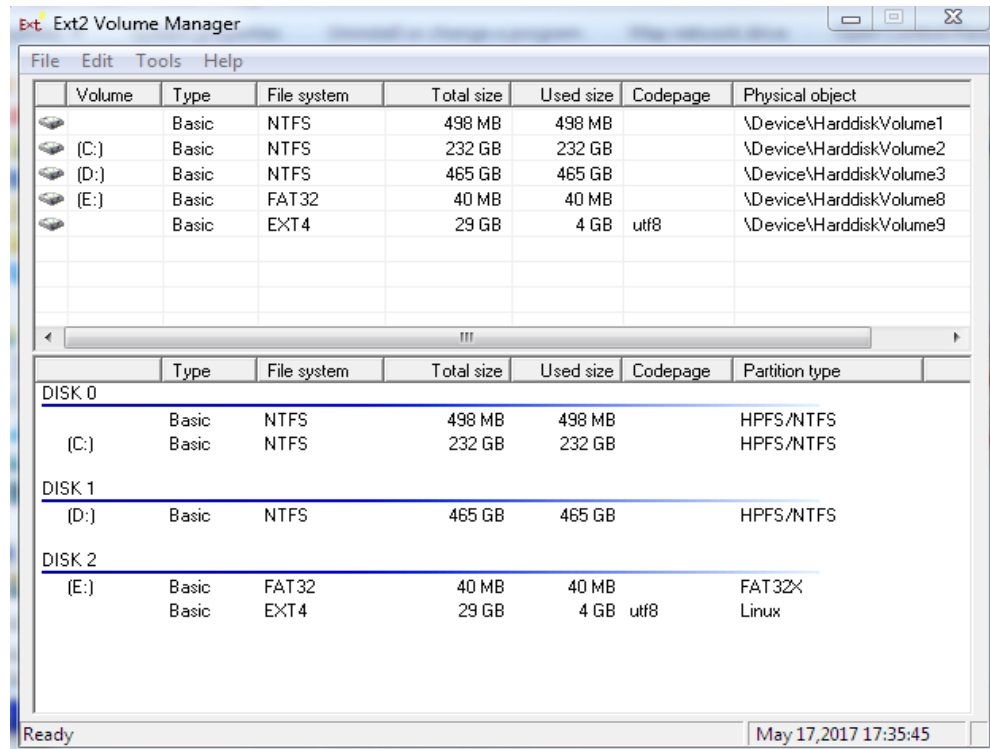 Ext2 Volume Manager
File Edit Tools Help
Volume Type File system Total size Used size Codepage Physical object
Basic NTFS 498 MB 498 MB \Device\HarddiskVolume1
(C:) Basic NTFS 232 GB 232 GB \Device\HarddiskVolume2
(D:) Basic NTFS 465 GB 465 GB \Device\HarddiskVolume3
(E:) Basic FAT32 40 MB 40 MB \Device\HarddiskVolume8
Basic EXT4 29 GB 4 GB utf8 \Device\HarddiskVolume9
Type File system Total size Used size Codepage Partition type
DISK 0
Basic NTFS 498 MB 498 MB HPFS/NTFS
(C:) Basic NTFS 232 GB 232 GB HPFS/NTFS
DISK 1
(D:) Basic NTFS 465 GB 465 GB HPFS/NTFS
DISK 2
(E:) Basic FAT32 40 MB 40 MB FAT32X
Basic EXT4 29 GB 4 GB utf8 Linux
Ready May 17,2017 17:35:45